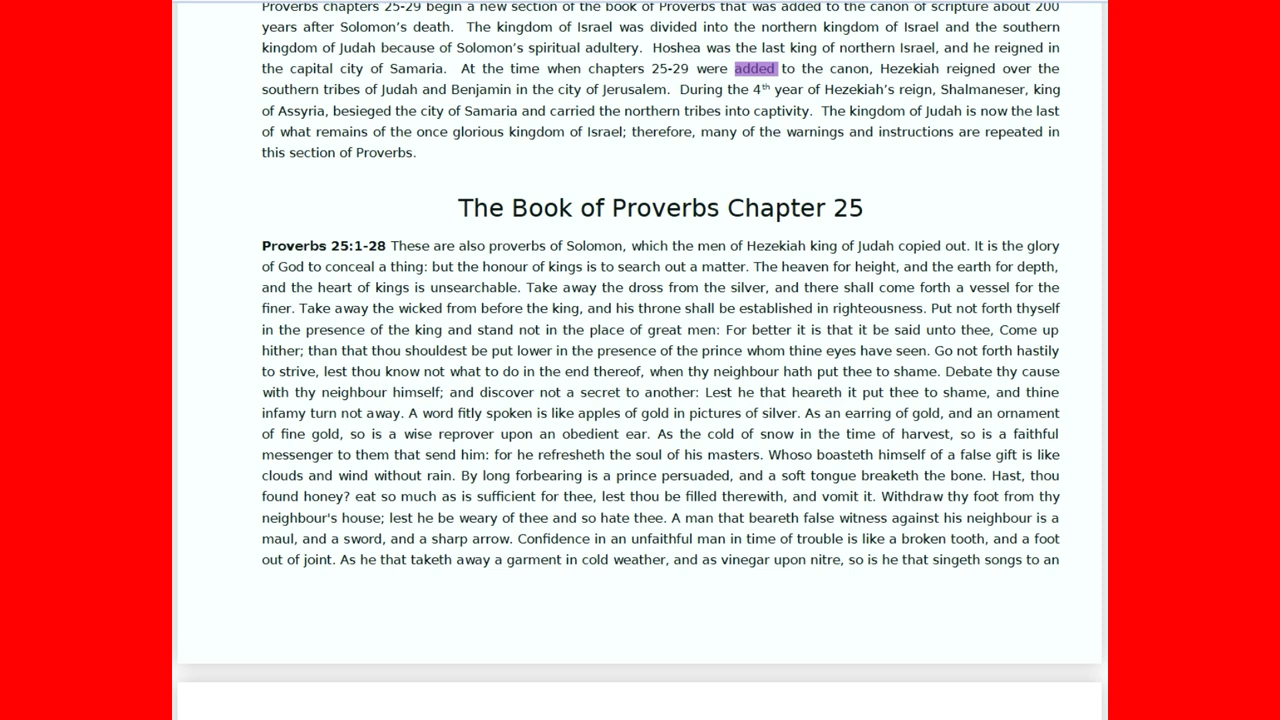 Proverbs chapters 25-29 begin a new section of the book of Proverbs that was added to the canon of scripture about 200
years after Solomon's death.  The kingdom of Israel was divided into the northern kingdom of Israel and the southern
kingdom of Judah because of Solomon's spiritual adultery.  Hoshea was the last king of northern Israel, and he reigned in
the capital city of Samaria.  At the time when chapters 25-29 were added to the canon, Hezekiah reigned over the
southern tribes of Judah and Benjamin in the city of Jerusalem.  During the 4th year of Hezekiah's reign, Shalmaneser, king
of Assyria, besieged the city of Samaria and carried the northern tribes into captivity.  The kingdom of Judah is now the last
of what remains of the once glorious kingdom of Israel; therefore, many of the warnings and instructions are repeated in
this section of Proverbs.
The Book of Proverbs Chapter 25
Proverbs 25:1-28 These are also proverbs of Solomon, which the men of Hezekiah king of Judah copied out. It is the glory
of God to conceal a thing: but the honour of kings is to search out a matter. The heaven for height, and the earth for depth,
and the heart of kings is unsearchable. Take away the dross from the silver, and there shall come forth a vessel for the
finer. Take away the wicked from before the king, and his throne shall be established in righteousness. Put not forth thyself
in the presence of the king and stand not in the place of great men: For better it is that it be said unto thee, Come up
hither; than that thou shouldest be put lower in the presence of the prince whom thine eyes have seen. Go not forth hastily
to strive, lest thou know not what to do in the end thereof, when thy neighbour hath put thee to shame. Debate thy cause
with thy neighbour himself; and discover not a secret to another: Lest he that heareth it put thee to shame, and thine
infamy turn not away. A word fitly spoken is like apples of gold in pictures of silver. As an earring of gold, and an ornament
of fine gold, so is a wise reprover upon an obedient ear. As the cold of snow in the time of harvest, so is a faithful
messenger to them that send him: for he refresheth the soul of his masters. Whoso boasteth himself of a false gift is like
clouds and wind without rain. By long forbearing is a prince persuaded, and a soft tongue breaketh the bone. Hast, thou
found honey? eat so much as is sufficient for thee, lest thou be filled therewith, and vomit it. Withdraw thy foot from thy
neighbour's house; lest he be weary of thee and so hate thee. A man that beareth false witness against his neighbour is a
maul, and a sword, and a sharp arrow. Confidence in an unfaithful man in time of trouble is like a broken tooth, and a foot
out of joint. As he that taketh away a garment in cold weather, and as vinegar upon nitre, so is he that singeth songs to an